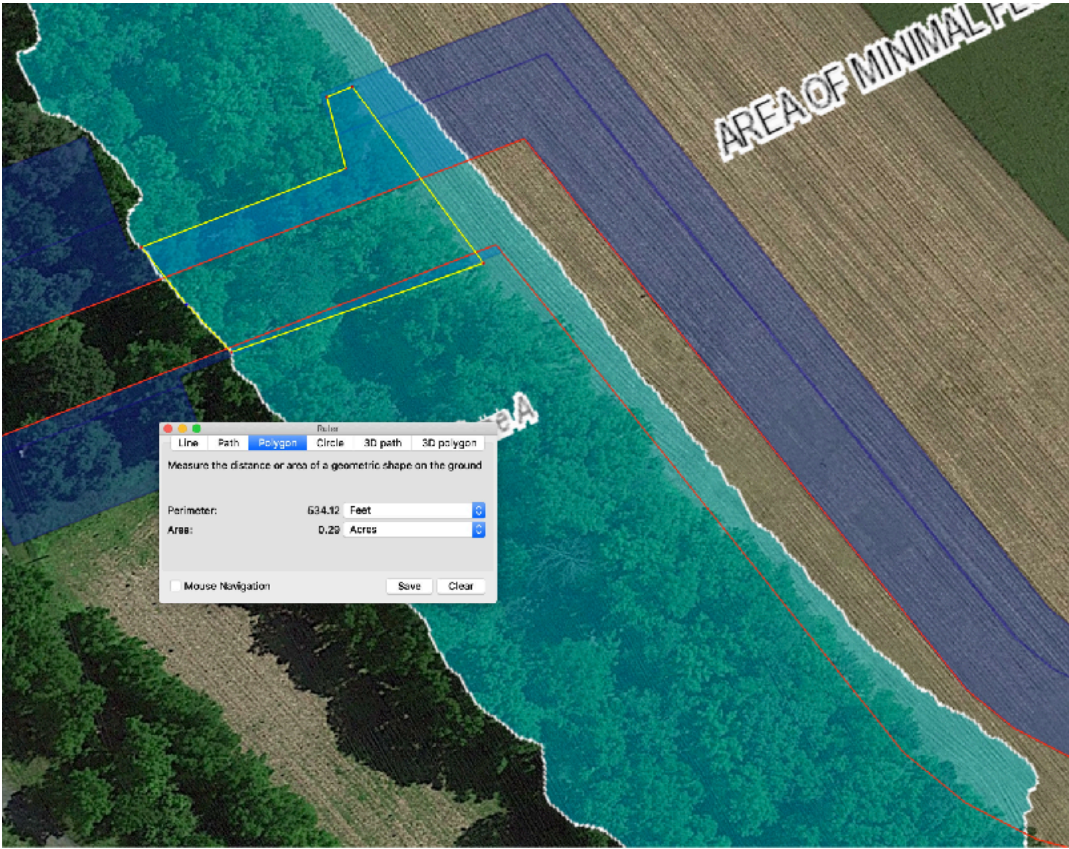 AREA OF MINIMAL
Ruler
Line Path Polygon Circle 3D path 3D polygon
Measure the distance or area of a geometric shape on the ground
Perimeter: 534.12 Feet
Area: 0.29 Acres
Mouse Navigation Save Clear